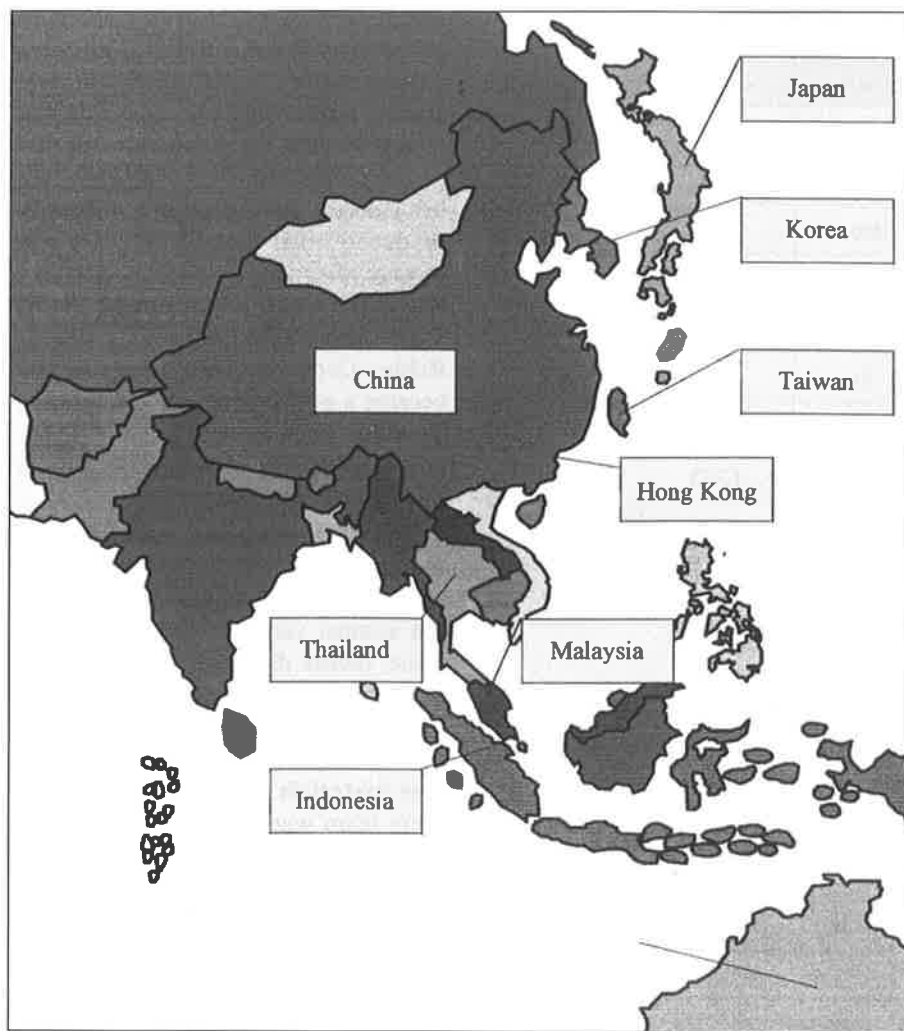 Japan
Korea
China
Taiwan
Hong Kong
Thailand
Malaysia
Indonesia